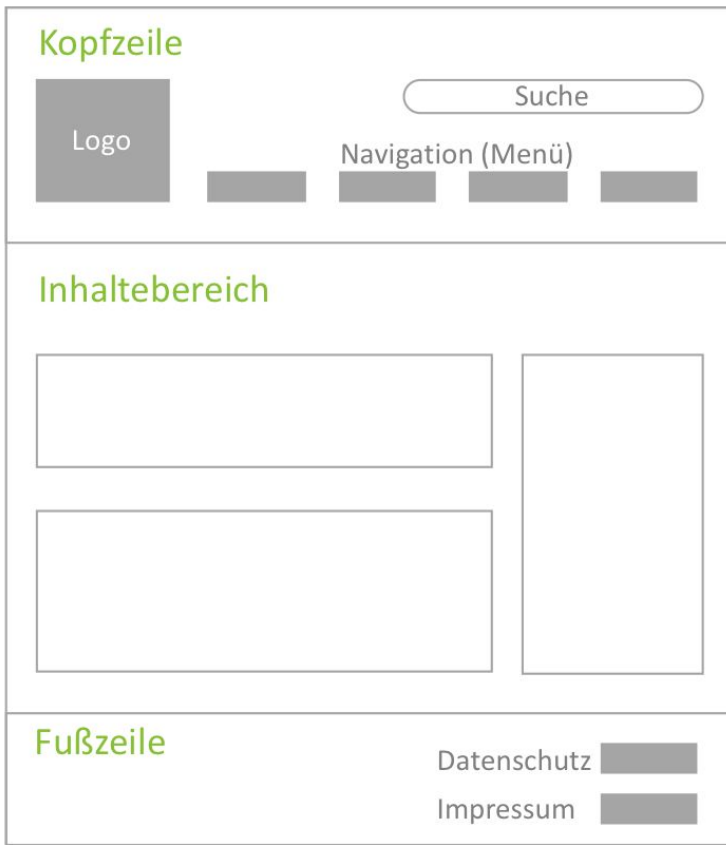 Kopfzeile
Suche
Logo
Navigation (Menü)
Inhaltebereich
Fußzeile
Datenschutz
Impressum